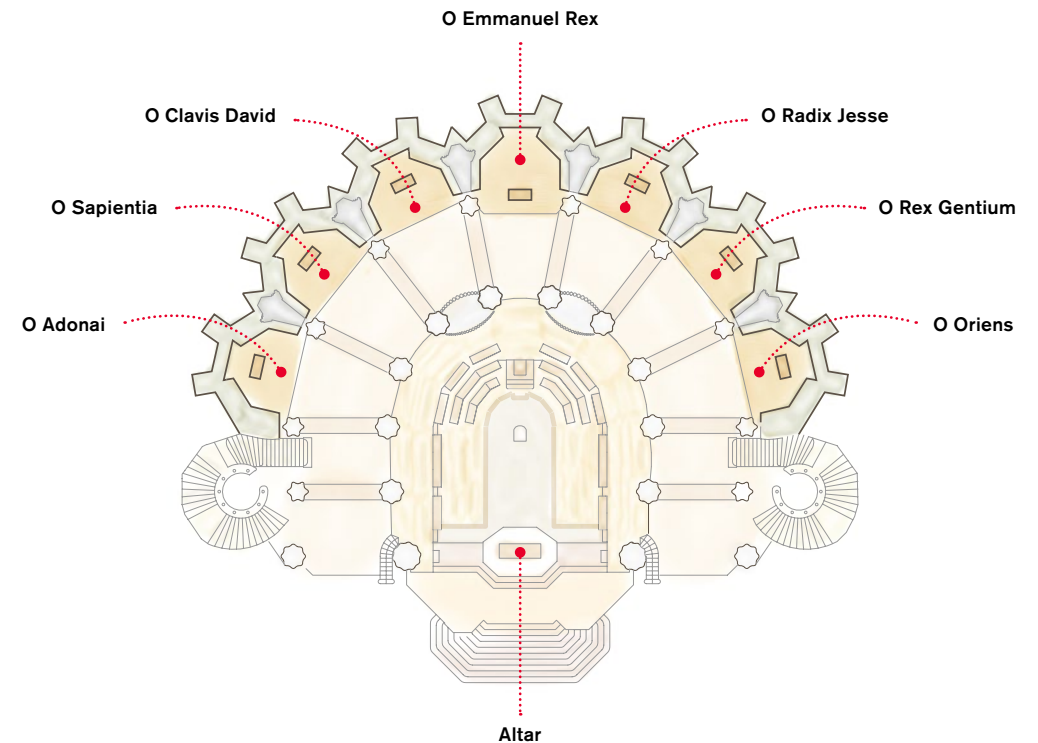 O Emmanuel Rex
O Clavis David
O Radix Jesse
O Sapientia
O Rex Gentium
O Adonai
O Oriens
Altar